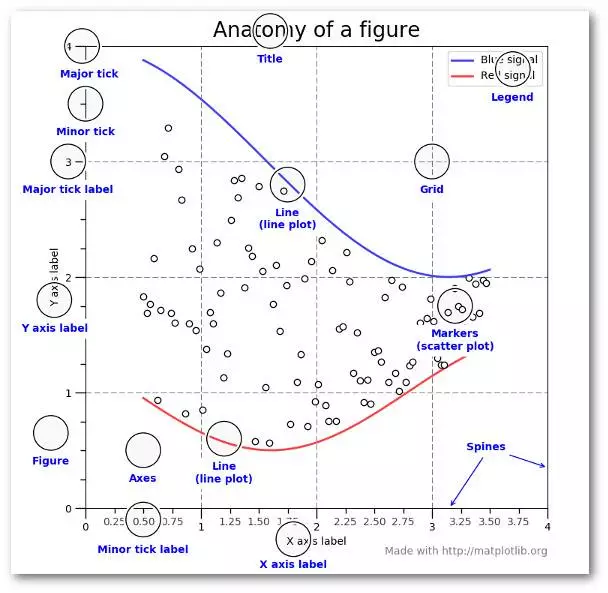 Anatomy of a figure
Title
4
Major tick
Blue signal
Red signal
Legend
Minor tick
3
Major tick label
Grid
Line
(line plot)
2
Y axis label
Y axis label
Markers
(scatter plot)
1
Figure
Axes
Line
(line plot)
Spines
0
0 0.25 0.50 0.75 1 1.25 1.50 1.75 2 2.25 2.50 2.75 3 3.25 3.50 3.75 4
Minor tick label
X axis label
X axis label
Made with http://matplotlib.org